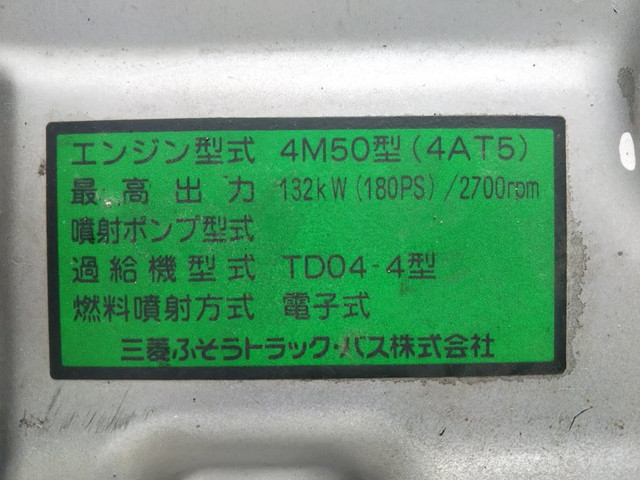 エンジン型式 4M50型(4AT5)
最高出力 132kW(180PS)/2700rpm
噴射ポンプ型式
過給機型式 TD04-4型
燃料噴射方式 電子式
三菱ふそうトラック・バス株式会社